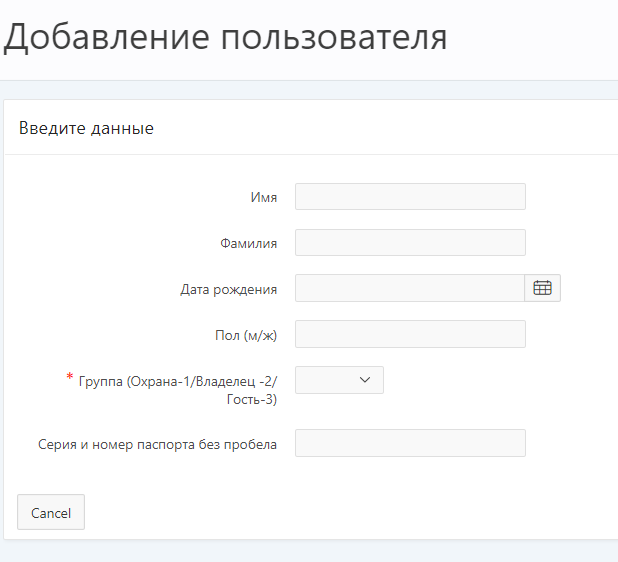 Добавление пользователя
Введите данные
Имя
Фамилия
Дата рождения
Пол (м/ж)
* Группа (Охрана-1/Владелец -2/
Гость-3)
Серия и номер паспорта без пробела
Cancel